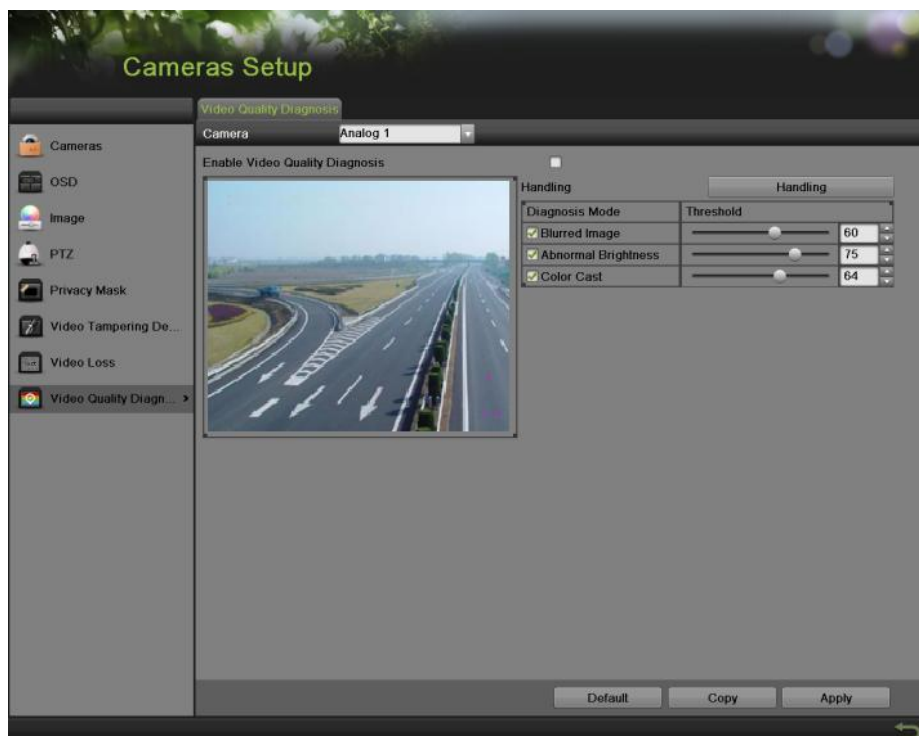 Cameras Setup
Video Quality Diagnosis
Camera Analog 1
Cameras
OSD
Image
PTZ
Privacy Mask
Video Tampering De...
Video Loss
Video Quality Diagn... >
Enable Video Quality Diagnosis
Handling Handling
Diagnosis Mode Threshold
Blurred Image 60
Abnormal Brightness 75
Color Cast 64
Default Copy Apply